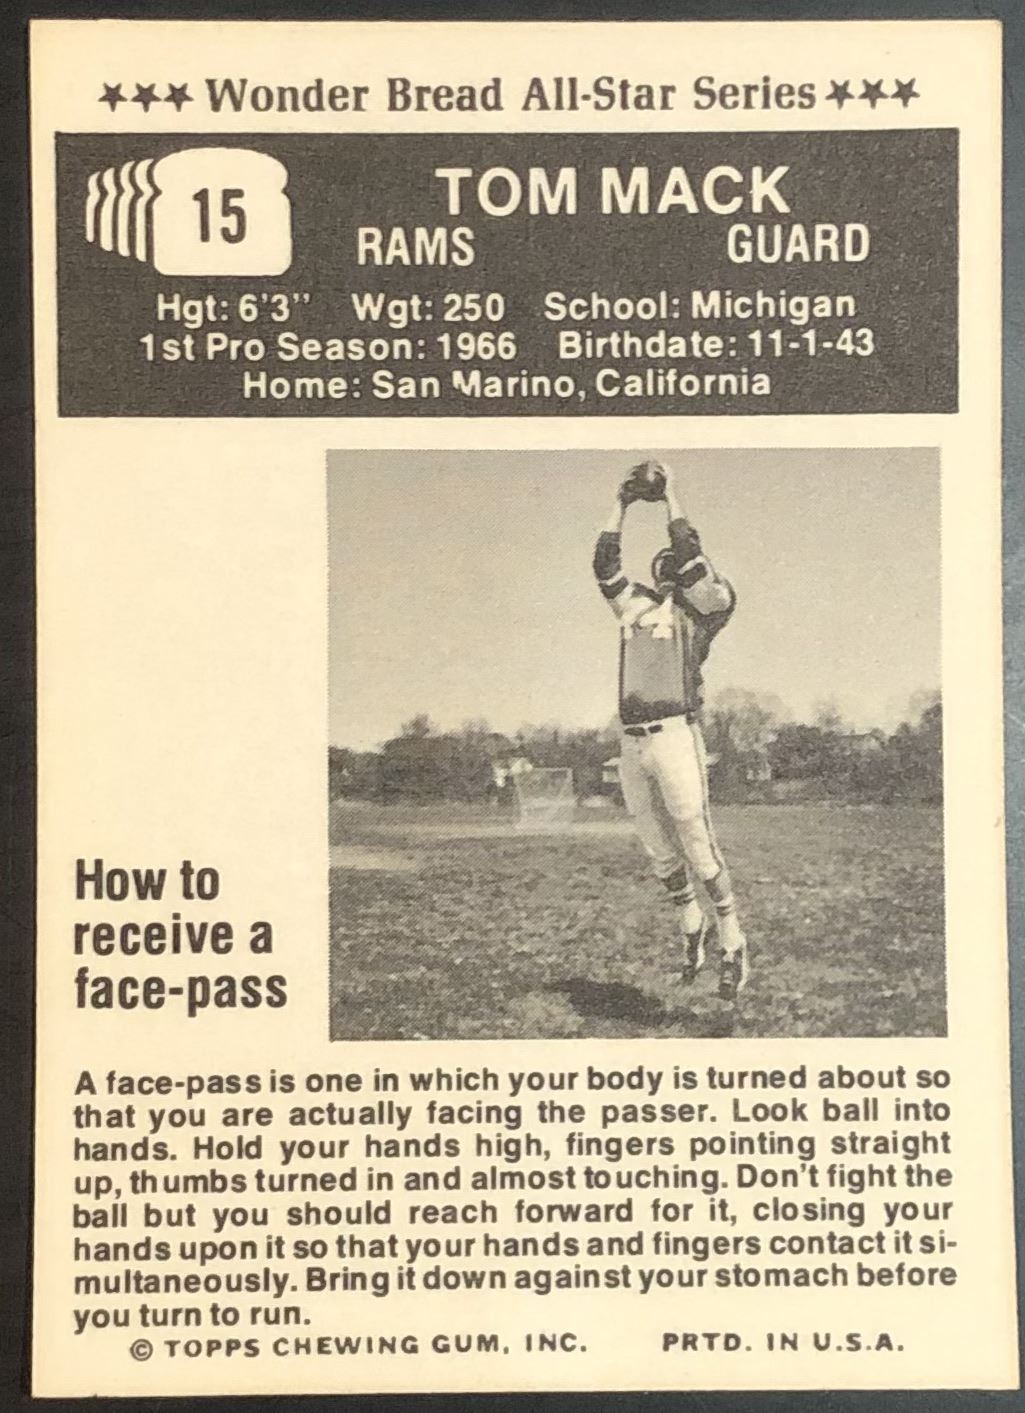 ★★★ Wonder Bread All-Star Series ★★★
15
TOM MACK
RAMS GUARD
Hgt: 6'3" Wgt: 250 School: Michigan
1st Pro Season: 1966 Birthdate: 11-1-43
Home: San Marino, California
How to
receive a
face-pass
A face-pass is one in which your body is turned about so
that you are actually facing the passer. Look ball into
hands. Hold your hands high, fingers pointing straight
up, thumbs turned in and almost touching. Don't fight the
ball but you should reach forward for it, closing your
hands upon it so that your hands and fingers contact it si-
multaneously. Bring it down against your stomach before
you turn to run.
© TOPPS CHEWING GUM, INC. PRTD. IN U.S.A.